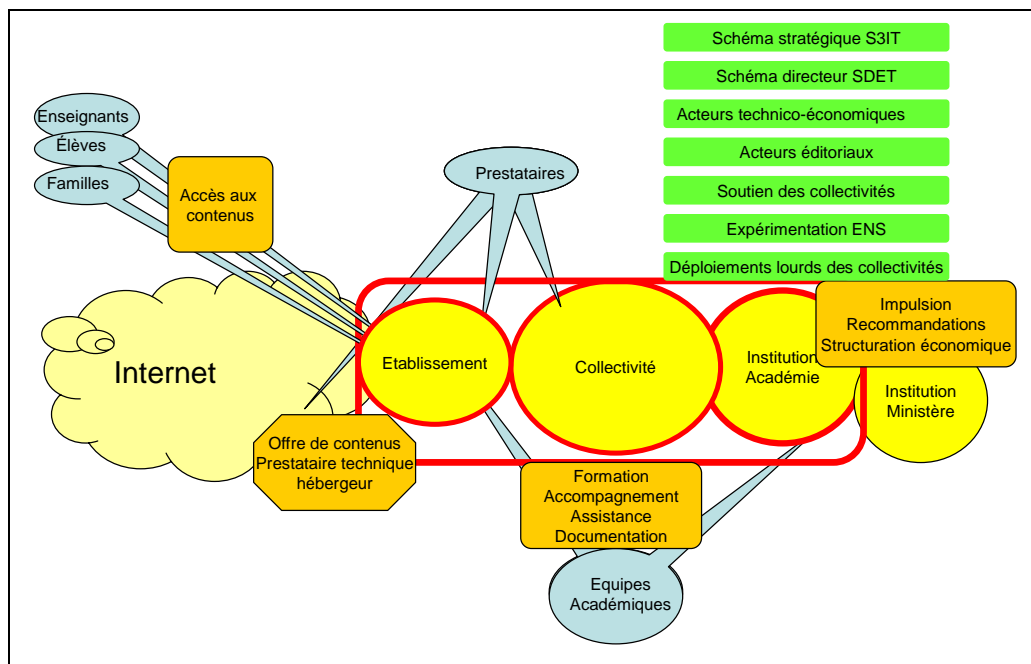 Schéma stratégique S3IT
Schéma directeur SDET
Acteurs technico-économiques
Acteurs éditoriaux
Soutien des collectivités
Expérimentation ENS
Déploiements lourds des collectivités
Enseignants
Élèves
Familles
Accès aux
contenus
Prestataires
Internet
Etablissement
Collectivité
Institution
Académie
Impulsion
Recommandations
Structuration économique
Institution
Ministère
Offre de contenus
Prestataire technique
hébergeur
Formation
Accompagnement
Assistance
Documentation
Equipes
Académiques